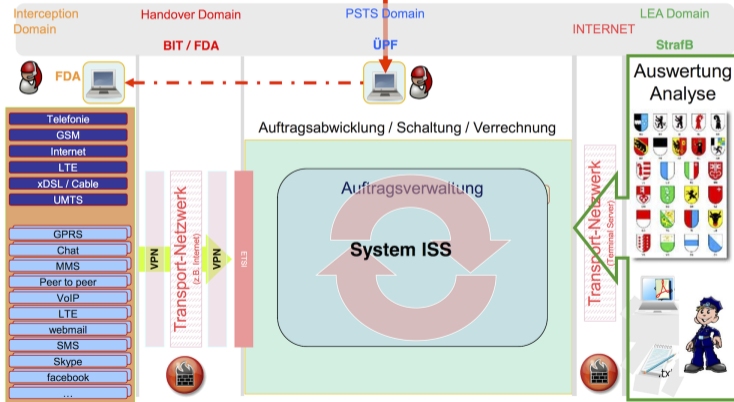 Interception
Domain
Handover Domain
PSTS Domain
LEA Domain
BIT / FDA
ÜPF
INTERNET
StrafB
FDA
Auswertung
Analyse
Auftragsabwicklung / Schaltung / Verrechnung
Telefonie
GSM
Internet
LTE
xDSL / Cable
UMTS
GPRS
Chat
MMS
Peer to peer
VoIP
LTE
webmail
SMS
Skype
facebook
...
VPN
Transport-Netzwerk
(z.B. Internet)
VPN
ETSI
Auftragsverwaltung
System ISS
Transport-Netzwerk
(Terminal Server)
.txt